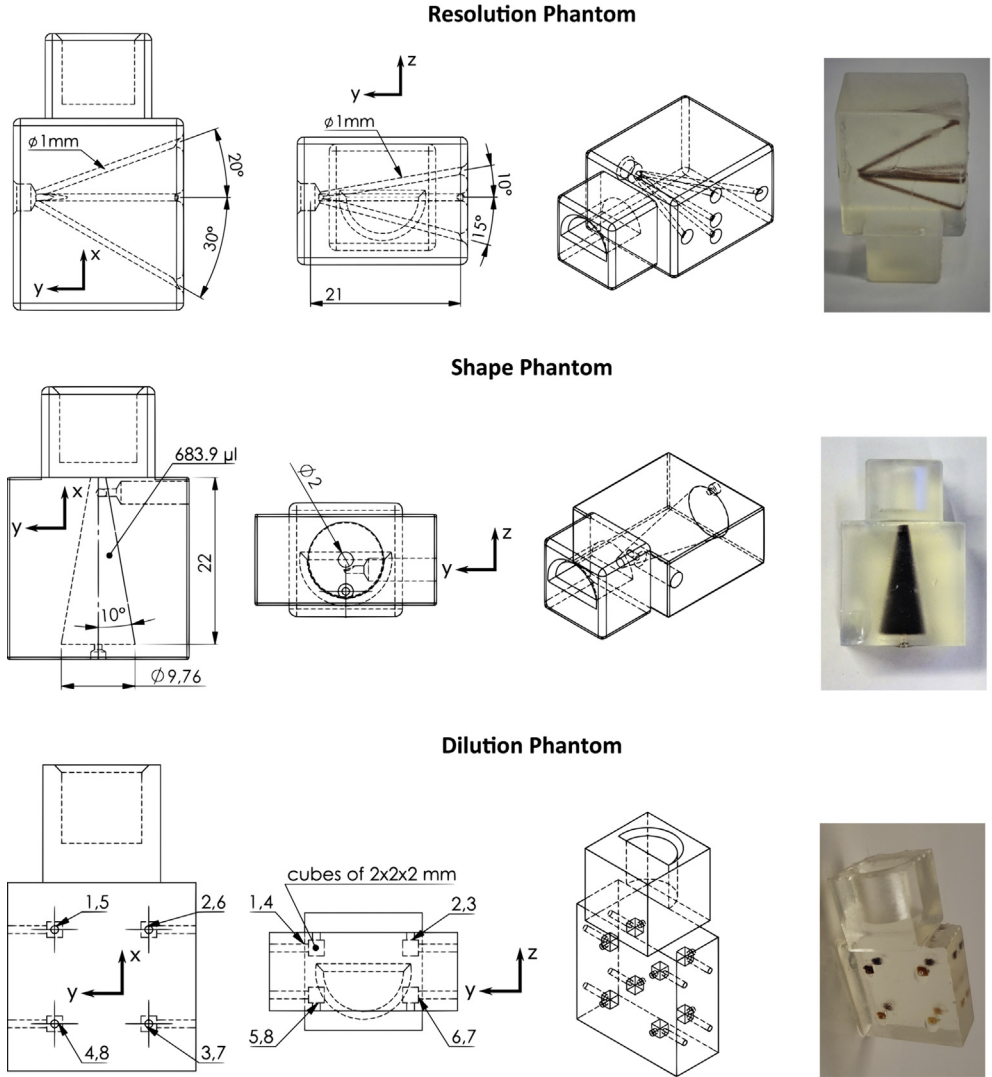 Resolution Phantom
ϕ1mm
20°
30°
x
y
z
y
ϕ1mm
10°
15°
21
Shape Phantom
683.9 µl
x
y
22
10°
Ø9,76
Ø2
z
y
Dilution Phantom
1,5
2,6
x
y
4,8
3,7
cubes of 2x2x2 mm
1,4
2,3
z
y
5,8
6,7